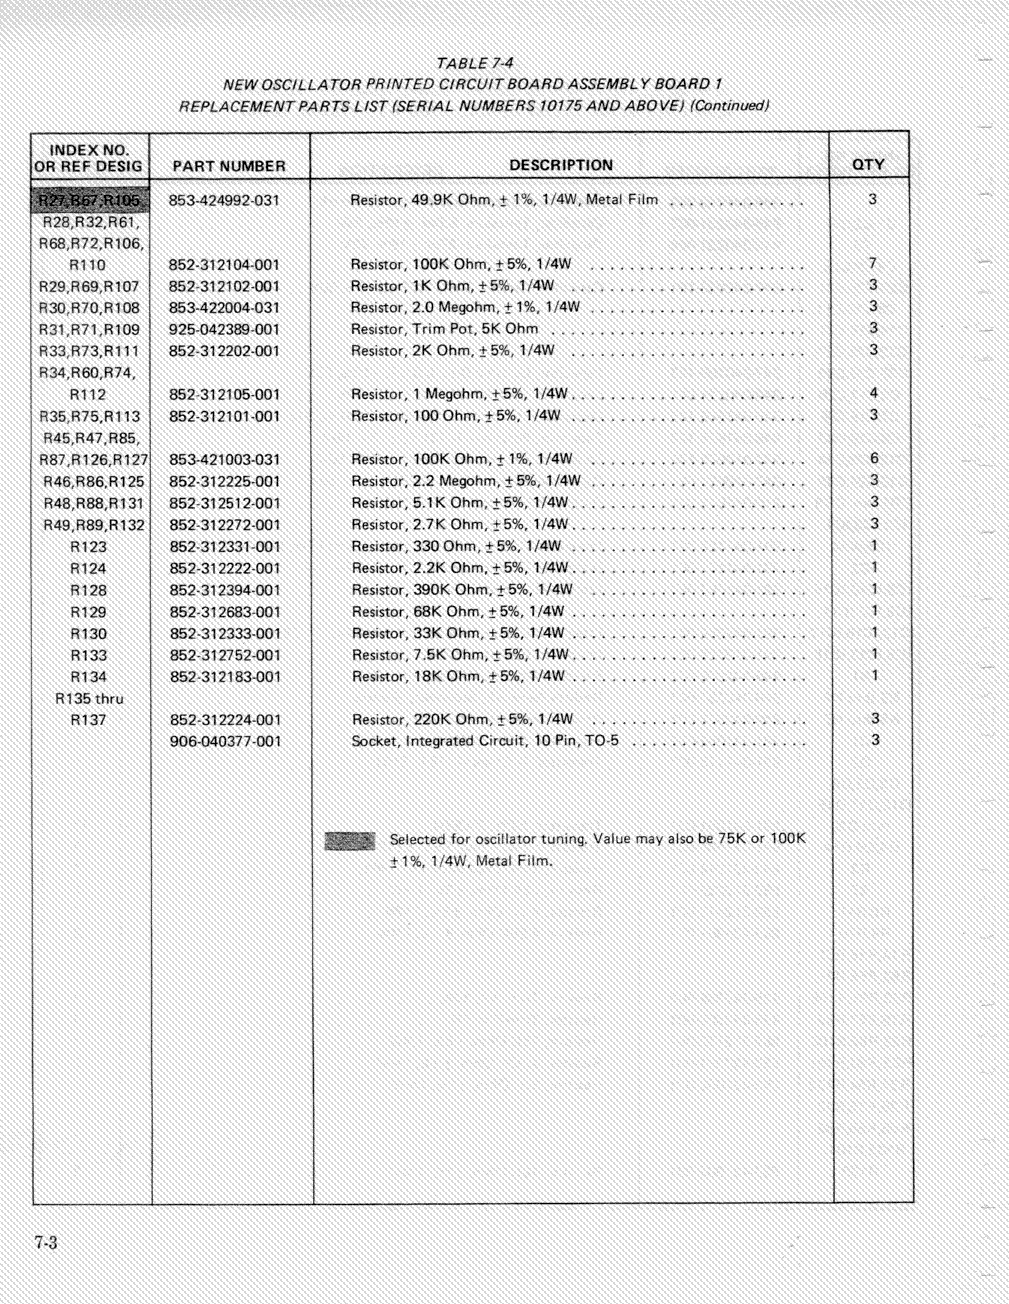 TABLE 7-4
NEW OSCILLATOR PRINTED CIRCUIT BOARD ASSEMBLY BOARD 1
REPLACEMENT PARTS LIST (SERIAL NUMBERS 10175 AND ABOVE) (Continued)
INDEX NO.
OR REF DESIG PART NUMBER DESCRIPTION QTY
R27,R67,R105 853-424992-031 Resistor, 49.9K Ohm, ± 1%, 1/4W, Metal Film . . . . . . . . . . . . . . 3
R28,R32,R61,
R68,R72,R106,
R110 852-312104-001 Resistor, 100K Ohm, ±5%, 1/4W . . . . . . . . . . . . . . . . . . . . . . 7
R29,R69,R107 852-312102-001 Resistor, 1K Ohm, ±5%, 1/4W . . . . . . . . . . . . . . . . . . . . . . . . 3
R30,R70,R108 853-422004-031 Resistor, 2.0 Megohm, ±1%, 1/4W . . . . . . . . . . . . . . . . . . . . . . 3
R31,R71,R109 925-042389-001 Resistor, Trim Pot, 5K Ohm . . . . . . . . . . . . . . . . . . . . . . . . . . 3
R33,R73,R111 852-312202-001 Resistor, 2K Ohm, ±5%, 1/4W . . . . . . . . . . . . . . . . . . . . . . . . 3
R34,R60,R74,
R112 852-312105-001 Resistor, 1 Megohm, ±5%, 1/4W . . . . . . . . . . . . . . . . . . . . . . . . 4
R35,R75,R113 852-312101-001 Resistor, 100 Ohm, ±5%, 1/4W . . . . . . . . . . . . . . . . . . . . . . . . 3
R45,R47,R85,
R87,R126,R127 853-421003-031 Resistor, 100K Ohm, ±1%, 1/4W . . . . . . . . . . . . . . . . . . . . . . 6
R46,R86,R125 852-312225-001 Resistor, 2.2 Megohm, ±5%, 1/4W . . . . . . . . . . . . . . . . . . . . . . 3
R48,R88,R131 852-312512-001 Resistor, 5.1K Ohm, ±5%, 1/4W . . . . . . . . . . . . . . . . . . . . . . . . 3
R49,R89,R132 852-312272-001 Resistor, 2.7K Ohm, ±5%, 1/4W . . . . . . . . . . . . . . . . . . . . . . . . 3
R123 852-312331-001 Resistor, 330 Ohm, ±5%, 1/4W . . . . . . . . . . . . . . . . . . . . . . . . 1
R124 852-312222-001 Resistor, 2.2K Ohm, ±5%, 1/4W . . . . . . . . . . . . . . . . . . . . . . . . 1
R128 852-312394-001 Resistor, 390K Ohm, ±5%, 1/4W . . . . . . . . . . . . . . . . . . . . . . 1
R129 852-312683-001 Resistor, 68K Ohm, ±5%, 1/4W . . . . . . . . . . . . . . . . . . . . . . . . 1
R130 852-312333-001 Resistor, 33K Ohm, ±5%, 1/4W . . . . . . . . . . . . . . . . . . . . . . . . 1
R133 852-312752-001 Resistor, 7.5K Ohm, ±5%, 1/4W . . . . . . . . . . . . . . . . . . . . . . . . 1
R134 852-312183-001 Resistor, 18K Ohm, ±5%, 1/4W . . . . . . . . . . . . . . . . . . . . . . . . 1
R135 thru
R137 852-312224-001 Resistor, 220K Ohm, ±5%, 1/4W . . . . . . . . . . . . . . . . . . . . . . 3
906-040377-001 Socket, Integrated Circuit, 10 Pin, TO-5 . . . . . . . . . . . . . . . . . . 3
Selected for oscillator tuning. Value may also be 75K or 100K
±1%, 1/4W, Metal Film.
7-3